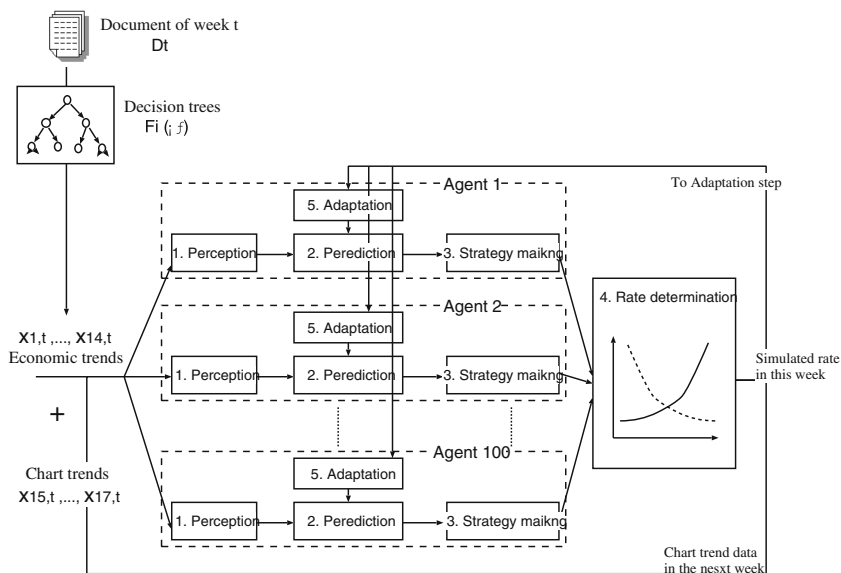 Document of week t
Dt
Decision trees
Fi (¡ ƒ)
To Adaptation step
Agent 1
5. Adaptation
1. Perception
2. Perediction
3. Strategy maikng
Agent 2
5. Adaptation
1. Perception
2. Perediction
3. Strategy maikng
4. Rate determination
x1,t ,..., x14,t
Economic trends
+
Simulated rate
in this week
Agent 100
5. Adaptation
Chart trends
x15,t ,..., x17,t
1. Perception
2. Perediction
3. Strategy maikng
Chart trend data
in the nesxt week